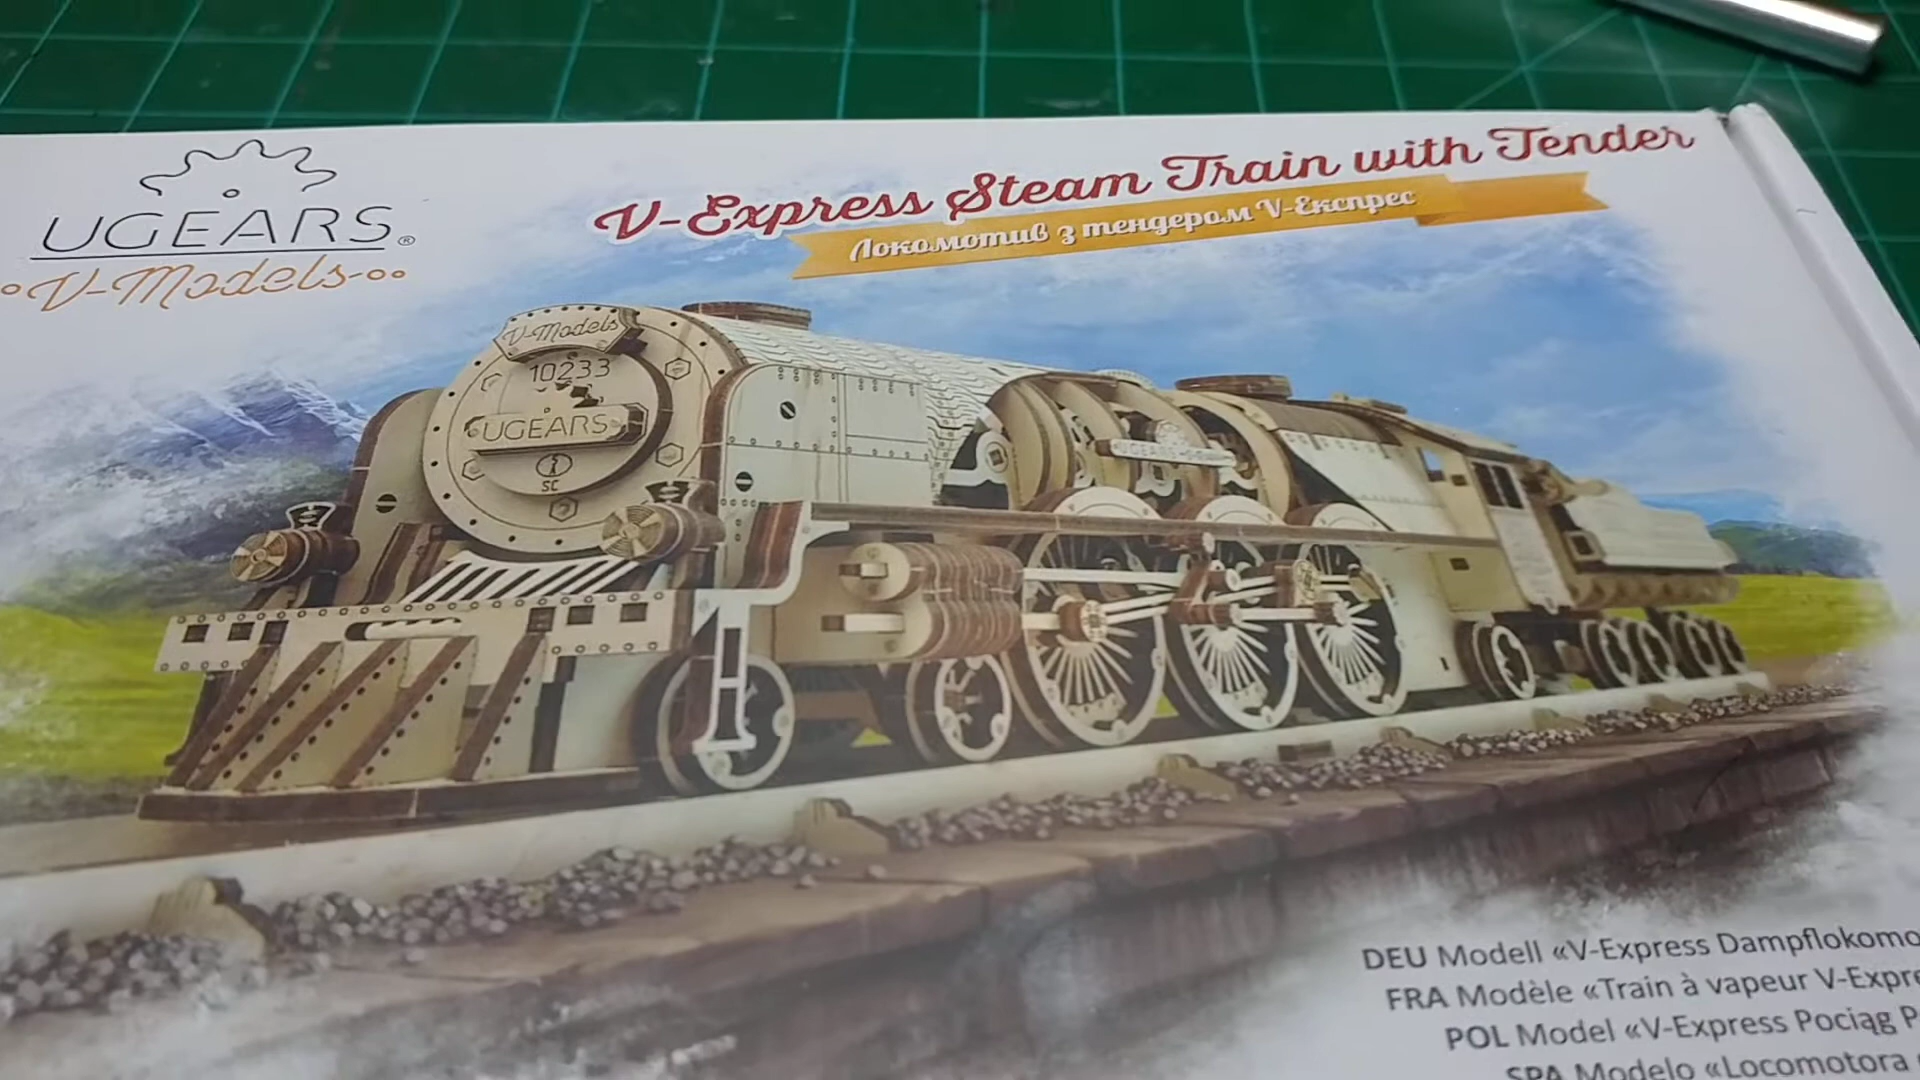 UGEARS®
V-Models
V-Express Steam Train with Tender
Локомотив з тендером V-Експрес
V-Models
10233
UGEARS
SC
UGEARS
DEU Modell «V-Express Dampflokomo
FRA Modèle «Train à vapeur V-Expre
POL Model «V-Express Pociąg P
SPA Modelo «Locomotora